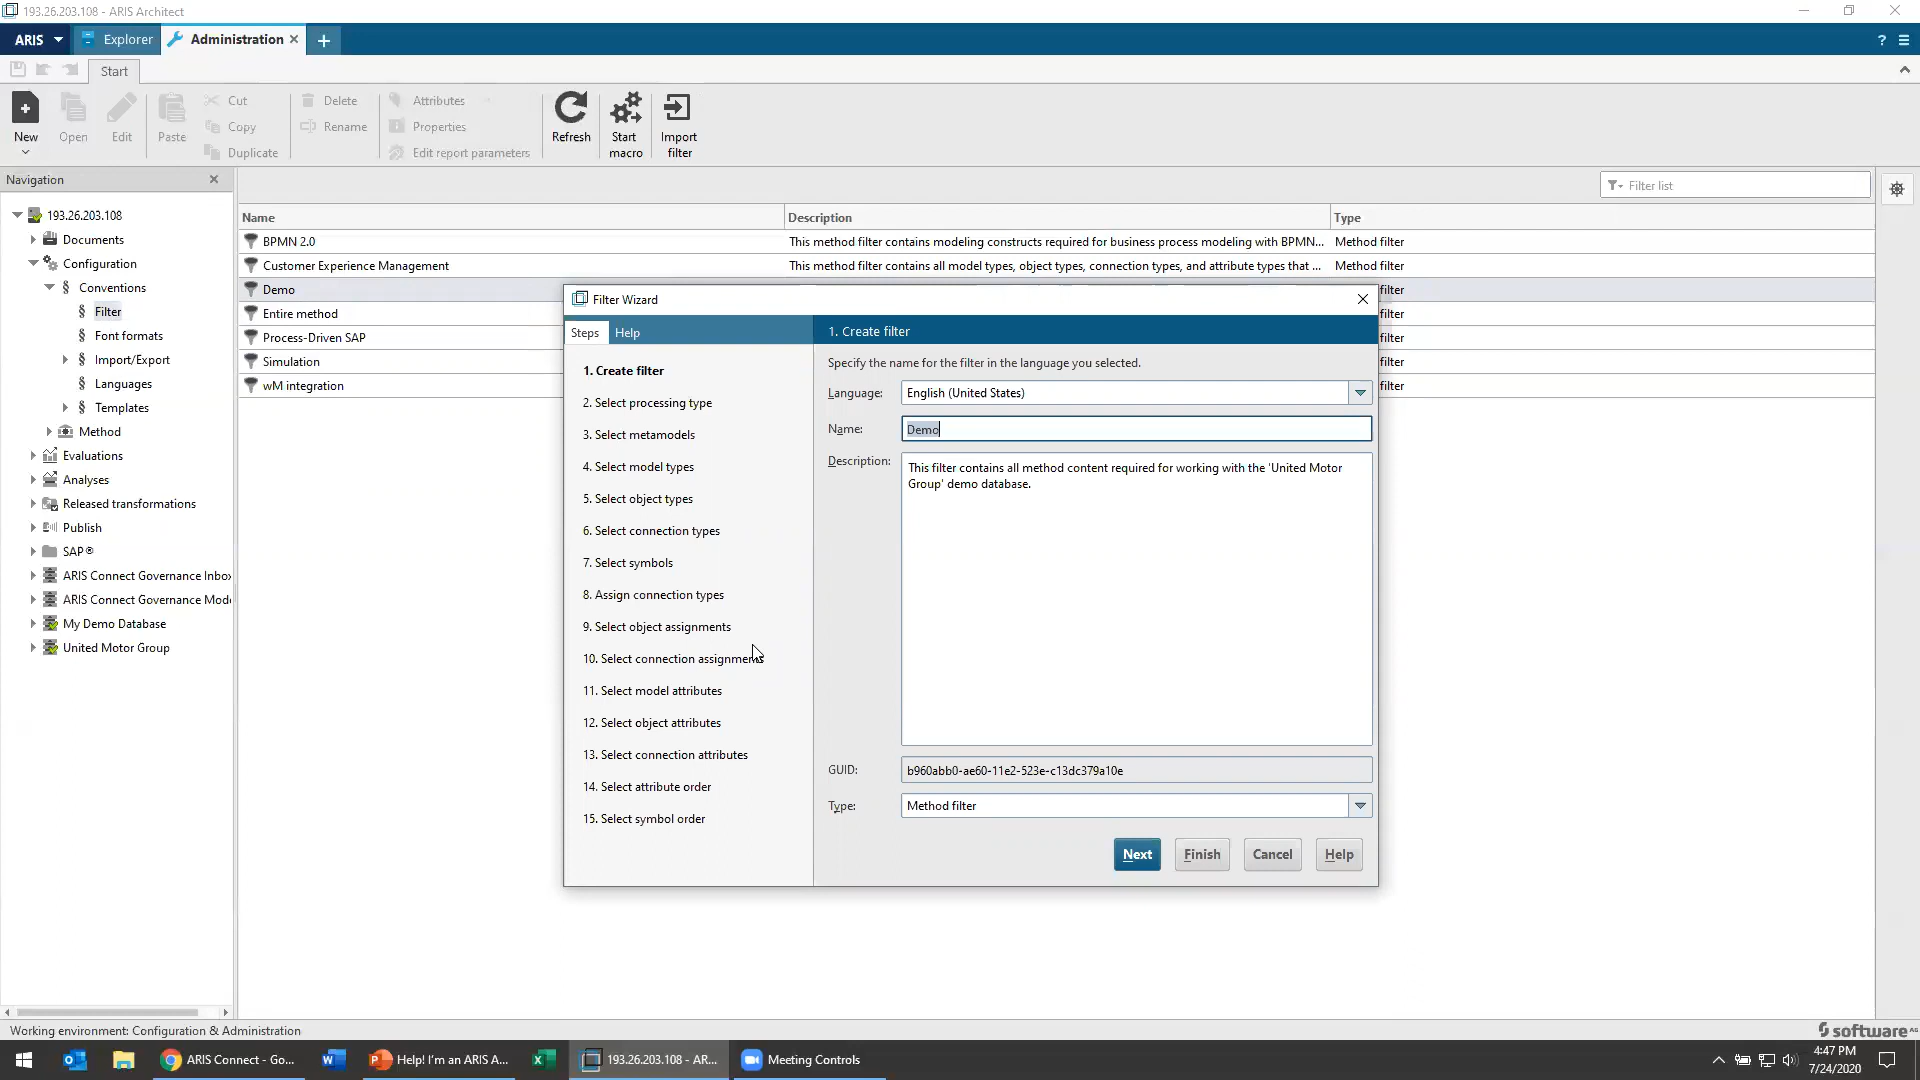 193.26.203.108 - ARIS Architect
ARIS
Explorer
Administration
Start
New
Open
Edit
Paste
Cut
Copy
Duplicate
Delete
Rename
Attributes
Properties
Edit report parameters
Refresh
Start macro
Import filter
Navigation
Filter list
193.26.203.108
Documents
Configuration
Conventions
Filter
Font formats
Import/Export
Languages
Templates
Method
Evaluations
Analyses
Released transformations
Publish
SAP®
ARIS Connect Governance Inbox
ARIS Connect Governance Mode
My Demo Database
United Motor Group
Name Description Type
BPMN 2.0 This method filter contains modeling constructs required for business process modeling with BPMN... Method filter
Customer Experience Management This method filter contains all model types, object types, connection types, and attribute types that ... Method filter
Demo filter
Entire method filter
Process-Driven SAP filter
Simulation filter
wM integration filter
Filter Wizard
Steps Help
1. Create filter
2. Select processing type
3. Select metamodels
4. Select model types
5. Select object types
6. Select connection types
7. Select symbols
8. Assign connection types
9. Select object assignments
10. Select connection assignments
11. Select model attributes
12. Select object attributes
13. Select connection attributes
14. Select attribute order
15. Select symbol order
1. Create filter
Specify the name for the filter in the language you selected.
Language: English (United States)
Name: Demo
Description: This filter contains all method content required for working with the 'United Motor
Group' demo database.
GUID: b960abb0-ae60-11e2-523e-c13dc379a10e
Type: Method filter
Next Finish Cancel Help
Working environment: Configuration & Administration
software AG
ARIS Connect - Go...
Help! I'm an ARIS A...
193.26.203.108 - AR...
Meeting Controls
4:47 PM
7/24/2020